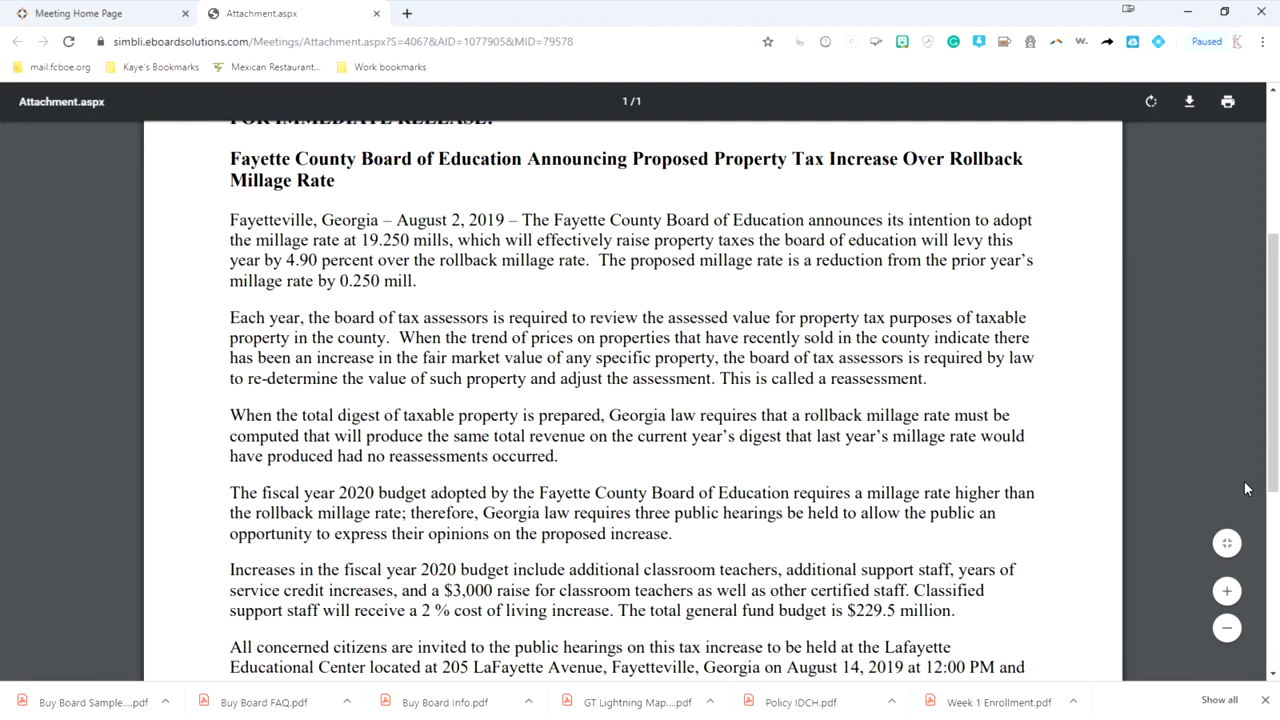 Meeting Home Page
Attachment.aspx
simbli.eboardsolutions.com/Meetings/Attachment.aspx?S=4067&AID=1077905&MID=79578
Paused
mail.fcboe.org
Kaye's Bookmarks
Mexican Restaurant...
Work bookmarks
Attachment.aspx
1 / 1
FOR IMMEDIATE RELEASE:
Fayette County Board of Education Announcing Proposed Property Tax Increase Over Rollback
Millage Rate
Fayetteville, Georgia – August 2, 2019 – The Fayette County Board of Education announces its intention to adopt
the millage rate at 19.250 mills, which will effectively raise property taxes the board of education will levy this
year by 4.90 percent over the rollback millage rate.  The proposed millage rate is a reduction from the prior year's
millage rate by 0.250 mill.
Each year, the board of tax assessors is required to review the assessed value for property tax purposes of taxable
property in the county.  When the trend of prices on properties that have recently sold in the county indicate there
has been an increase in the fair market value of any specific property, the board of tax assessors is required by law
to re-determine the value of such property and adjust the assessment. This is called a reassessment.
When the total digest of taxable property is prepared, Georgia law requires that a rollback millage rate must be
computed that will produce the same total revenue on the current year's digest that last year's millage rate would
have produced had no reassessments occurred.
The fiscal year 2020 budget adopted by the Fayette County Board of Education requires a millage rate higher than
the rollback millage rate; therefore, Georgia law requires three public hearings be held to allow the public an
opportunity to express their opinions on the proposed increase.
Increases in the fiscal year 2020 budget include additional classroom teachers, additional support staff, years of
service credit increases, and a $3,000 raise for classroom teachers as well as other certified staff. Classified
support staff will receive a 2 % cost of living increase. The total general fund budget is $229.5 million.
All concerned citizens are invited to the public hearings on this tax increase to be held at the Lafayette
Educational Center located at 205 LaFayette Avenue, Fayetteville, Georgia on August 14, 2019 at 12:00 PM and
Buy Board Sample....pdf
Buy Board FAQ.pdf
Buy Board Info.pdf
GT Lightning Map....pdf
Policy IDCH.pdf
Week 1 Enrollment.pdf
Show all